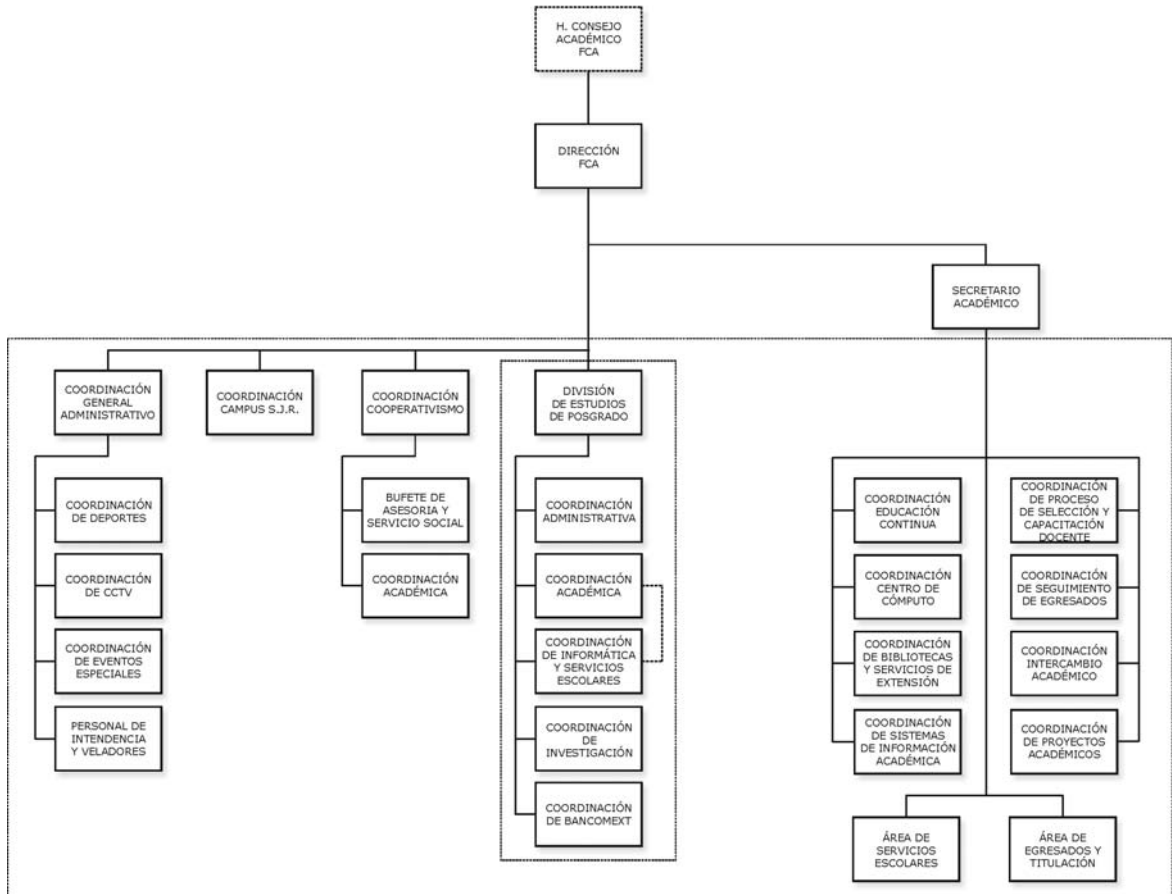 H. CONSEJO
ACADÉMICO
FCA
DIRECCIÓN
FCA
SECRETARIO
ACADÉMICO
COORDINACIÓN
GENERAL
ADMINISTRATIVO
COORDINACIÓN
CAMPUS S.J.R.
COORDINACIÓN
COOPERATIVISMO
DIVISIÓN
DE ESTUDIOS
DE POSGRADO
COORDINACIÓN
DE DEPORTES
COORDINACIÓN
DE CCTV
COORDINACIÓN
DE EVENTOS
ESPECIALES
PERSONAL DE
INTENDENCIA
Y VELADORES
BUFETE DE
ASESORIA Y
SERVICIO SOCIAL
COORDINACIÓN
ACADÉMICA
COORDINACIÓN
ADMINISTRATIVA
COORDINACIÓN
ACADÉMICA
COORDINACIÓN
DE INFORMÁTICA
Y SERVICIOS
ESCOLARES
COORDINACIÓN
DE
INVESTIGACIÓN
COORDINACIÓN
DE BANCOMEXT
COORDINACIÓN
EDUCACIÓN
CONTINUA
COORDINACIÓN
CENTRO DE
CÓMPUTO
COORDINACIÓN
DE BIBLIOTECAS
Y SERVICIOS DE
EXTENSIÓN
COORDINACIÓN
DE SISTEMAS
DE INFORMACIÓN
ACADÉMICA
COORDINACIÓN
DE PROCESO
DE SELECCIÓN Y
CAPACITACIÓN
DOCENTE
COORDINACIÓN
DE SEGUIMIENTO
DE EGRESADOS
COORDINACIÓN
INTERCAMBIO
ACADÉMICO
COORDINACIÓN
DE PROYECTOS
ACADÉMICOS
ÁREA DE
SERVICIOS
ESCOLARES
ÁREA DE
EGRESADOS Y
TITULACIÓN